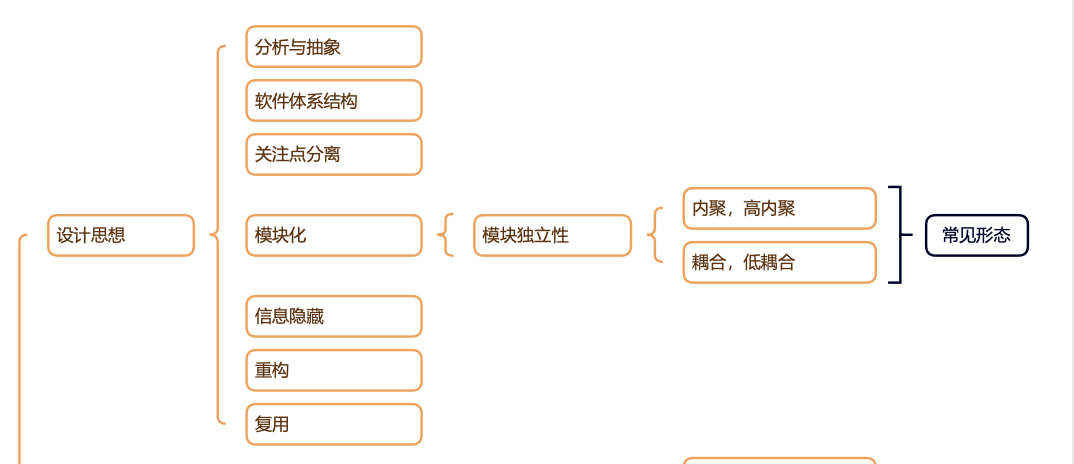 分析与抽象
软件体系结构
关注点分离
设计思想
模块化
模块独立性
内聚，高内聚
耦合，低耦合
常见形态
信息隐藏
重构
复用